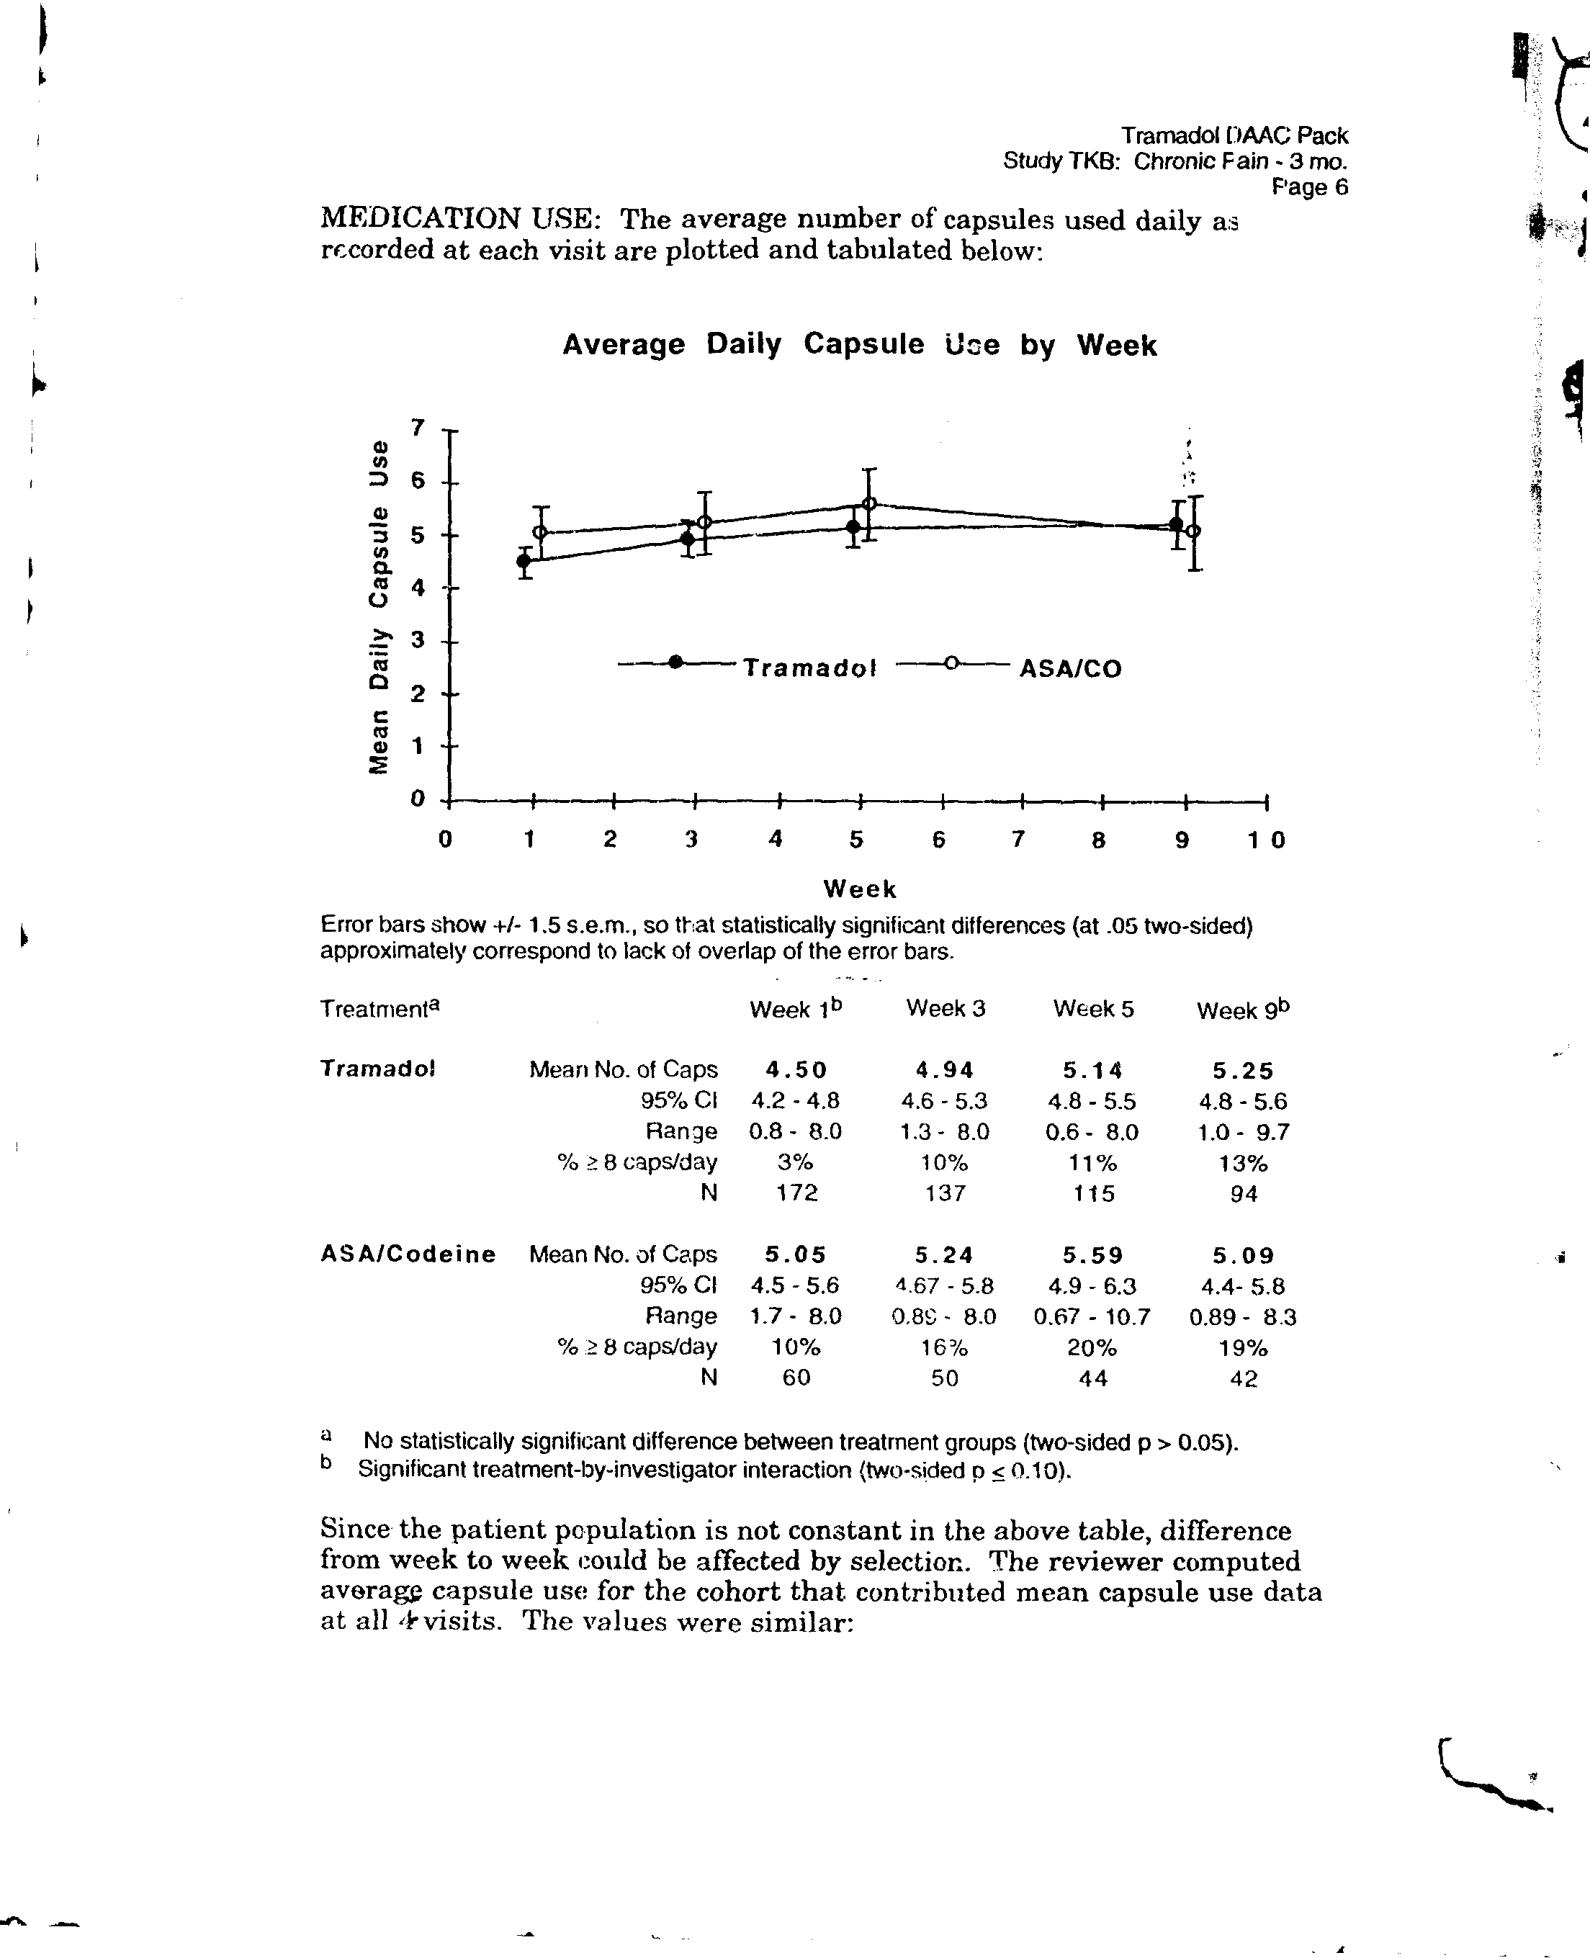 Tramadol DAAC Pack
Study TKB: Chronic Pain - 3 mo.
Page 6
MEDICATION USE: The average number of capsules used daily as
recorded at each visit are plotted and tabulated below:
Average Daily Capsule Use by Week
Mean Daily Capsule Use
7
6
5
4
3
2
1
0
Tramadol ASA/CO
0 1 2 3 4 5 6 7 8 9 10
Week
Error bars show +/- 1.5 s.e.m., so that statistically significant differences (at .05 two-sided)
approximately correspond to lack of overlap of the error bars.
Treatmentᵃ Week 1ᵇ Week 3 Week 5 Week 9ᵇ
Tramadol Mean No. of Caps 4.50 4.94 5.14 5.25
95% CI 4.2 - 4.8 4.6 - 5.3 4.8 - 5.5 4.8 - 5.6
Range 0.8 - 8.0 1.3 - 8.0 0.6 - 8.0 1.0 - 9.7
% ≥ 8 caps/day 3% 10% 11% 13%
N 172 137 115 94
ASA/Codeine Mean No. of Caps 5.05 5.24 5.59 5.09
95% CI 4.5 - 5.6 4.67 - 5.8 4.9 - 6.3 4.4- 5.8
Range 1.7 - 8.0 0.89 - 8.0 0.67 - 10.7 0.89 - 8.3
% ≥ 8 caps/day 10% 16% 20% 19%
N 60 50 44 42
a No statistically significant difference between treatment groups (two-sided p > 0.05).
b Significant treatment-by-investigator interaction (two-sided p ≤ 0.10).
Since the patient population is not constant in the above table, difference
from week to week could be affected by selection. The reviewer computed
average capsule use for the cohort that contributed mean capsule use data
at all 4 visits. The values were similar: